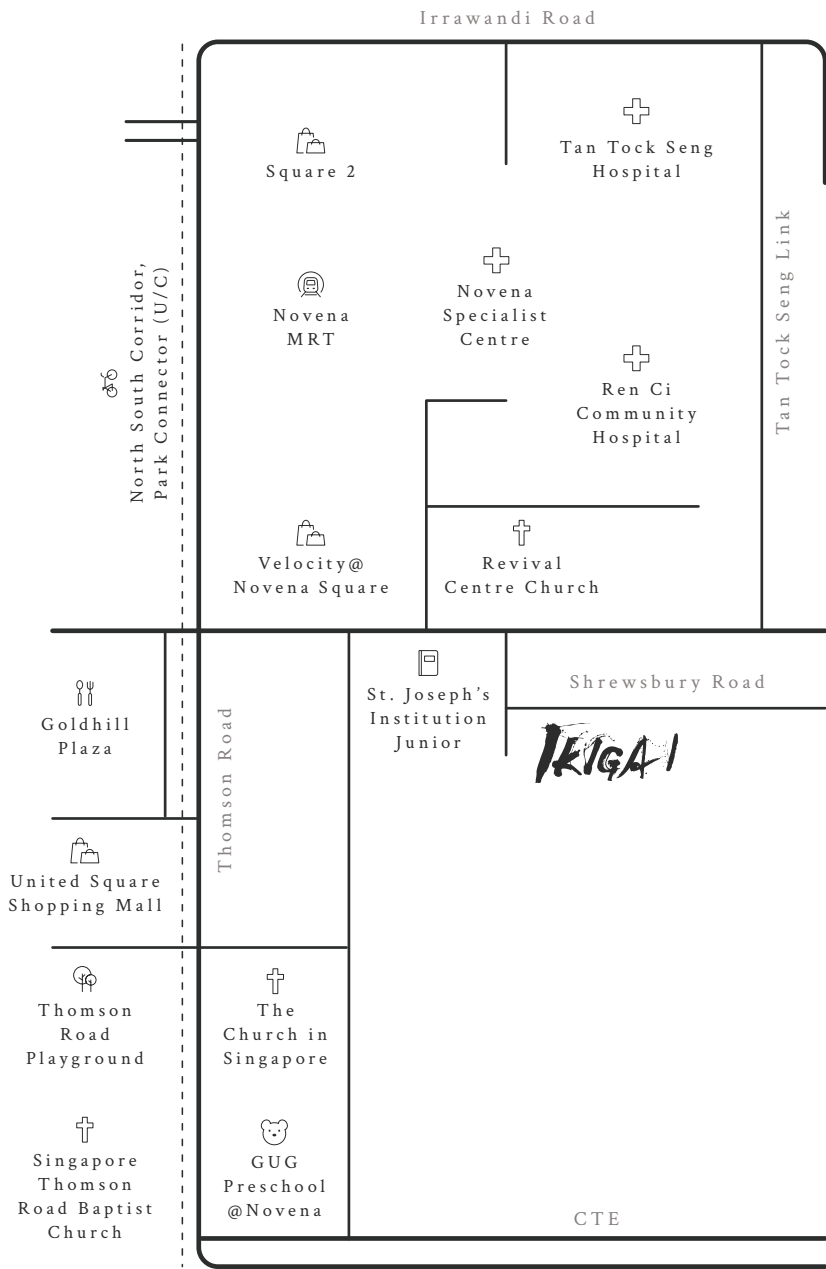 Irrawandi Road
Square 2
Tan Tock Seng
Hospital
Tan Tock Seng Link
North South Corridor,
Park Connector (U/C)
Novena
MRT
Novena
Specialist
Centre
Ren Ci
Community
Hospital
Velocity@
Novena Square
Revival
Centre Church
Goldhill
Plaza
Thomson Road
St. Joseph's
Institution
Junior
Shrewsbury Road
IKIGAI
United Square
Shopping Mall
Thomson
Road
Playground
The
Church in
Singapore
Singapore
Thomson
Road Baptist
Church
GUG
Preschool
@Novena
CTE